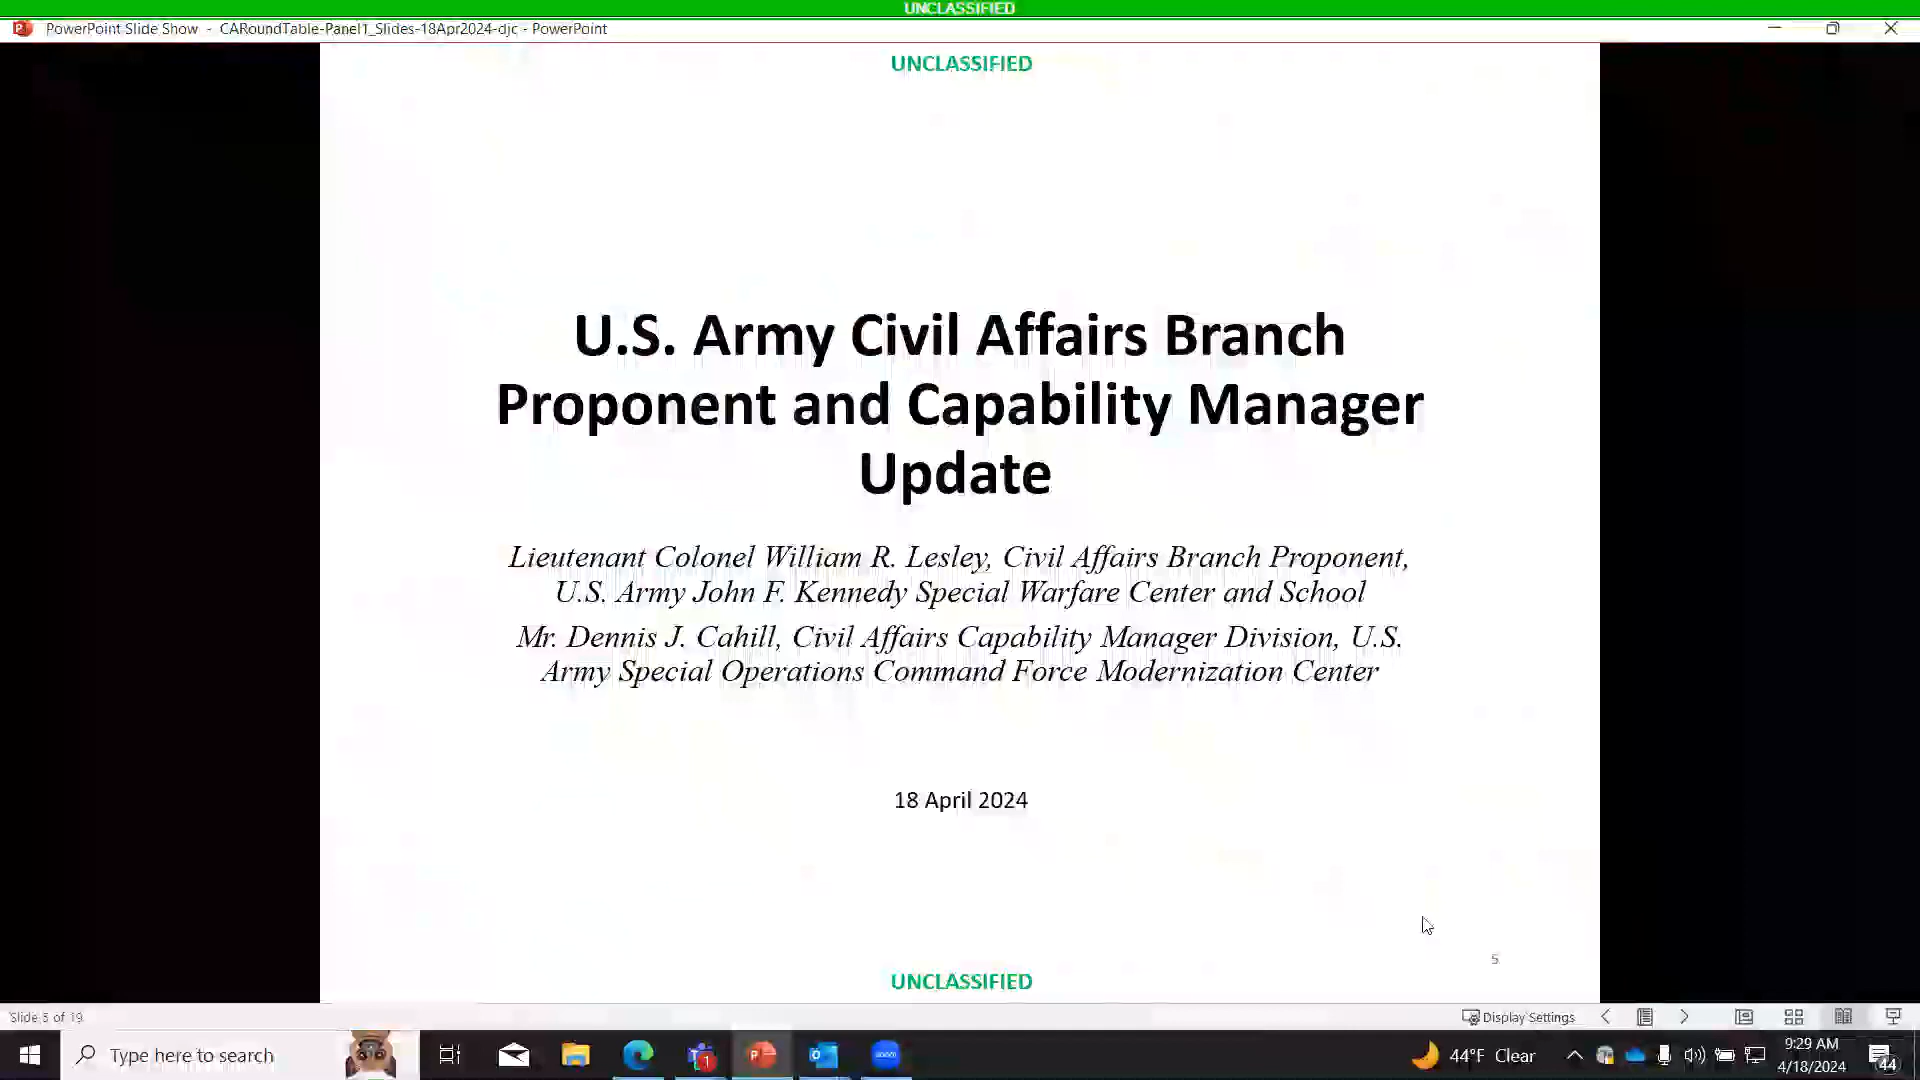 UNCLASSIFIED
PowerPoint Slide Show - CARoundTable-Panel1_Slides-18Apr2024-djc - PowerPoint
UNCLASSIFIED
U.S. Army Civil Affairs Branch
Proponent and Capability Manager
Update
Lieutenant Colonel William R. Lesley, Civil Affairs Branch Proponent,
U.S. Army John F. Kennedy Special Warfare Center and School
Mr. Dennis J. Cahill, Civil Affairs Capability Manager Division, U.S.
Army Special Operations Command Force Modernization Center
18 April 2024
5
UNCLASSIFIED
Slide 5 of 19
Display Settings
Type here to search
1
zoom
44°F Clear
9:29 AM
4/18/2024
44